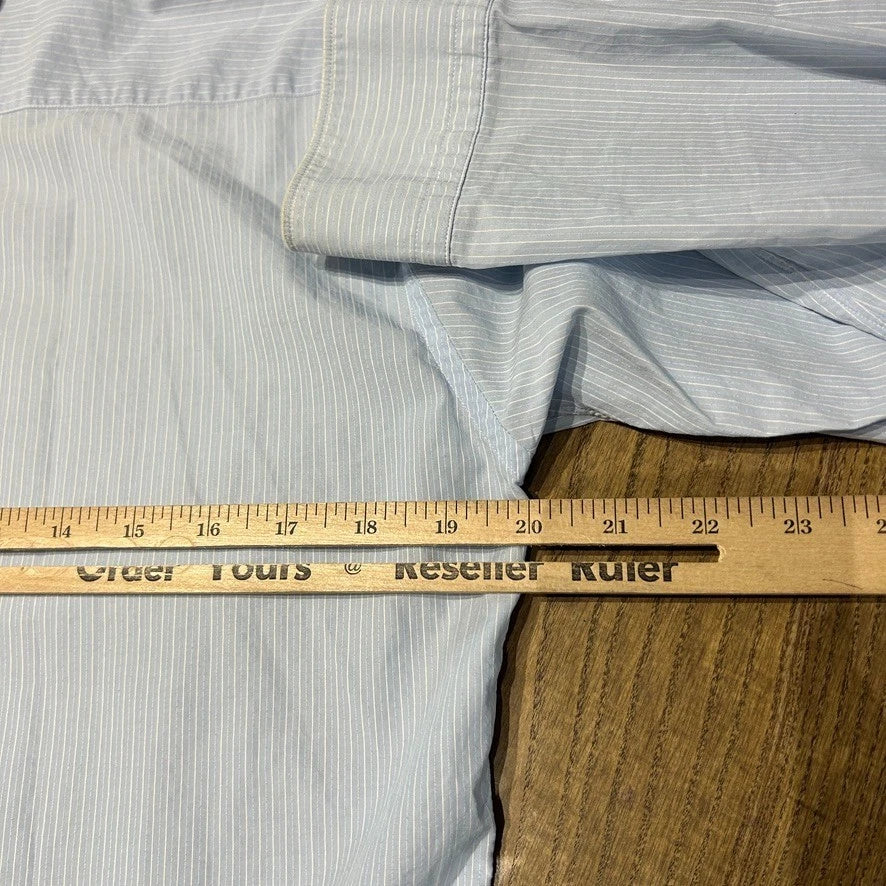 14 15 16 17 18 19 20 21 22 23
Order Yours @ Reseller Ruler